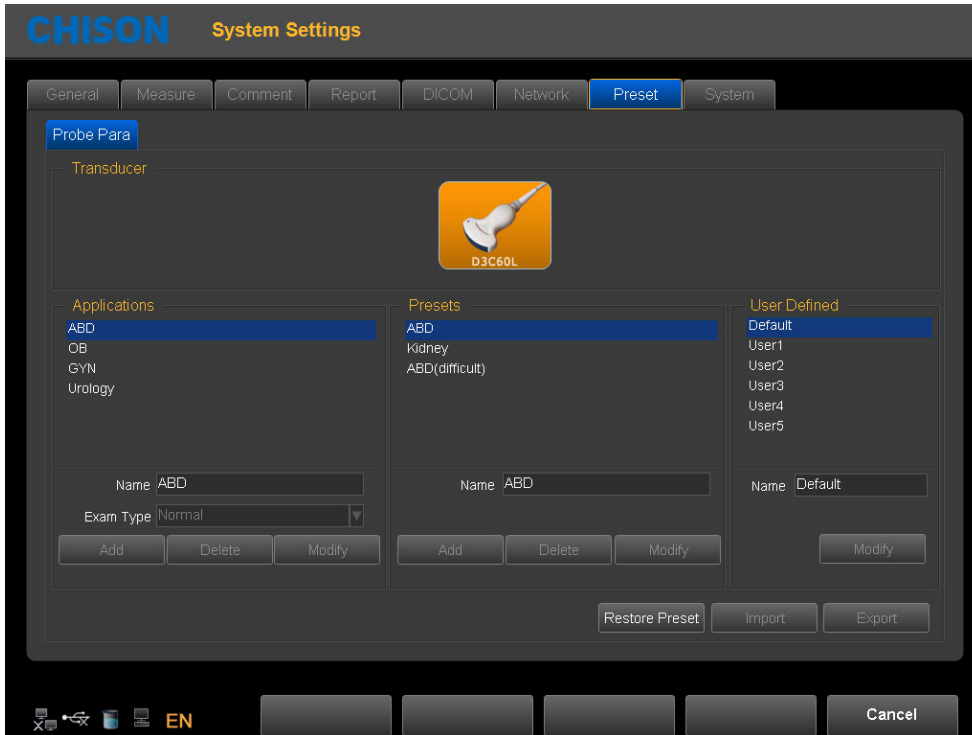 CHISON System Settings
General Measure Comment Report DICOM Network Preset System
Probe Para
Transducer
D3C60L
Applications
ABD
OB
GYN
Urology
Name ABD
Exam Type Normal
Add Delete Modify
Presets
ABD
Kidney
ABD(difficult)
Name ABD
Add Delete Modify
User Defined
Default
User1
User2
User3
User4
User5
Name Default
Modify
Restore Preset Import Export
EN Cancel